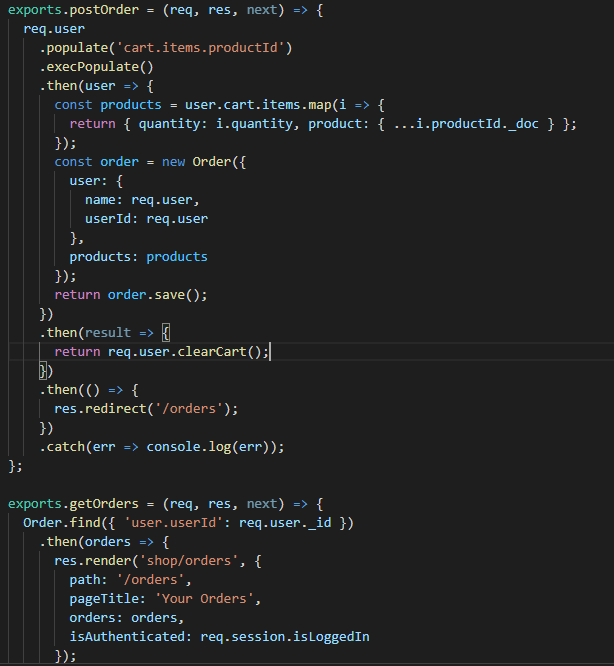 exports.postOrder = (req, res, next) => {
  req.user
    .populate('cart.items.productId')
    .execPopulate()
    .then(user => {
      const products = user.cart.items.map(i => {
        return { quantity: i.quantity, product: { ...i.productId._doc } };
      });
      const order = new Order({
        user: {
          name: req.user,
          userId: req.user
        },
        products: products
      });
      return order.save();
    })
    .then(result => {
      return req.user.clearCart();
    })
    .then(() => {
      res.redirect('/orders');
    })
    .catch(err => console.log(err));
};

exports.getOrders = (req, res, next) => {
  Order.find({ 'user.userId': req.user._id })
    .then(orders => {
      res.render('shop/orders', {
        path: '/orders',
        pageTitle: 'Your Orders',
        orders: orders,
        isAuthenticated: req.session.isLoggedIn
      });